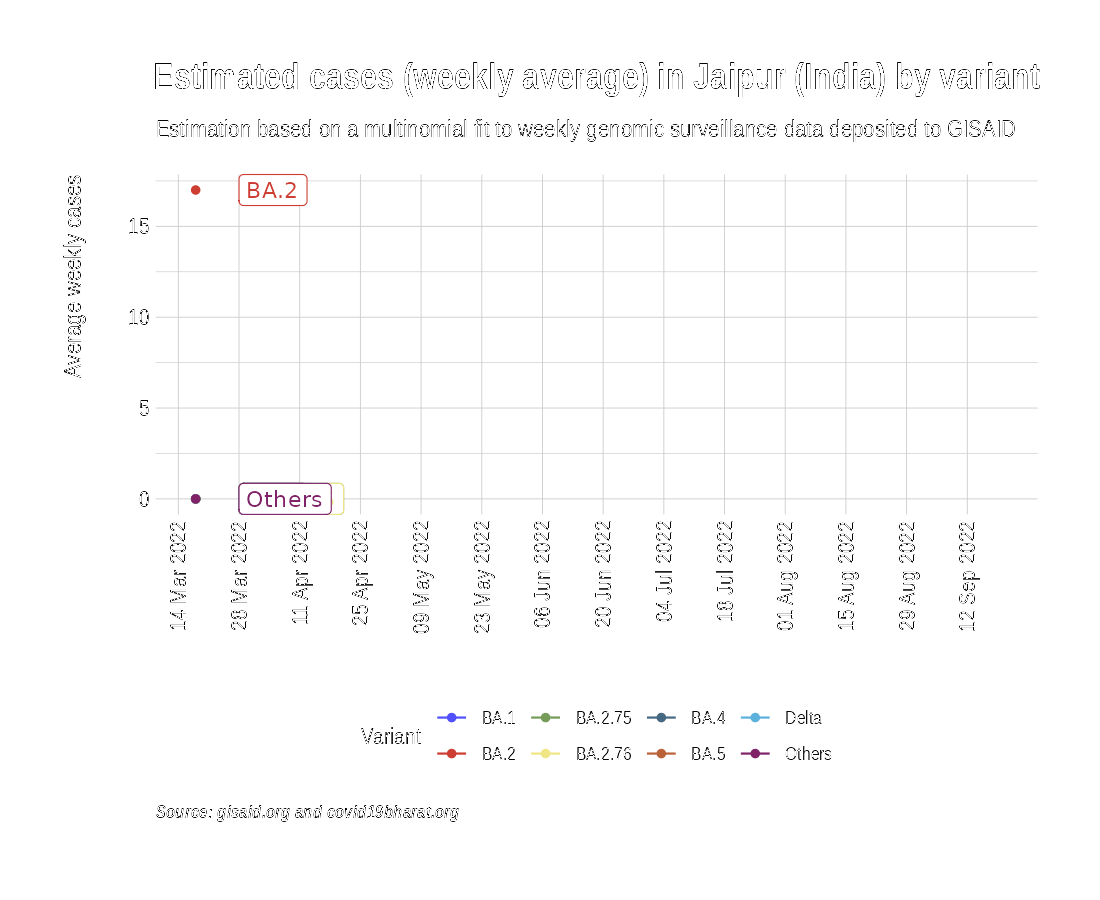 Estimated cases (weekly average) in Jaipur (India) by variant
Estimation based on a multinomial fit to weekly genomic surveillance data deposited to GISAID
Average weekly cases
15
10
5
0
BA.2
Others
14 Mar 2022
28 Mar 2022
11 Apr 2022
25 Apr 2022
09 May 2022
23 May 2022
06 Jun 2022
20 Jun 2022
04 Jul 2022
18 Jul 2022
01 Aug 2022
15 Aug 2022
29 Aug 2022
12 Sep 2022
Variant
BA.1 BA.2.75 BA.4 Delta
BA.2 BA.2.76 BA.5 Others
Source: gisaid.org and covid19bharat.org